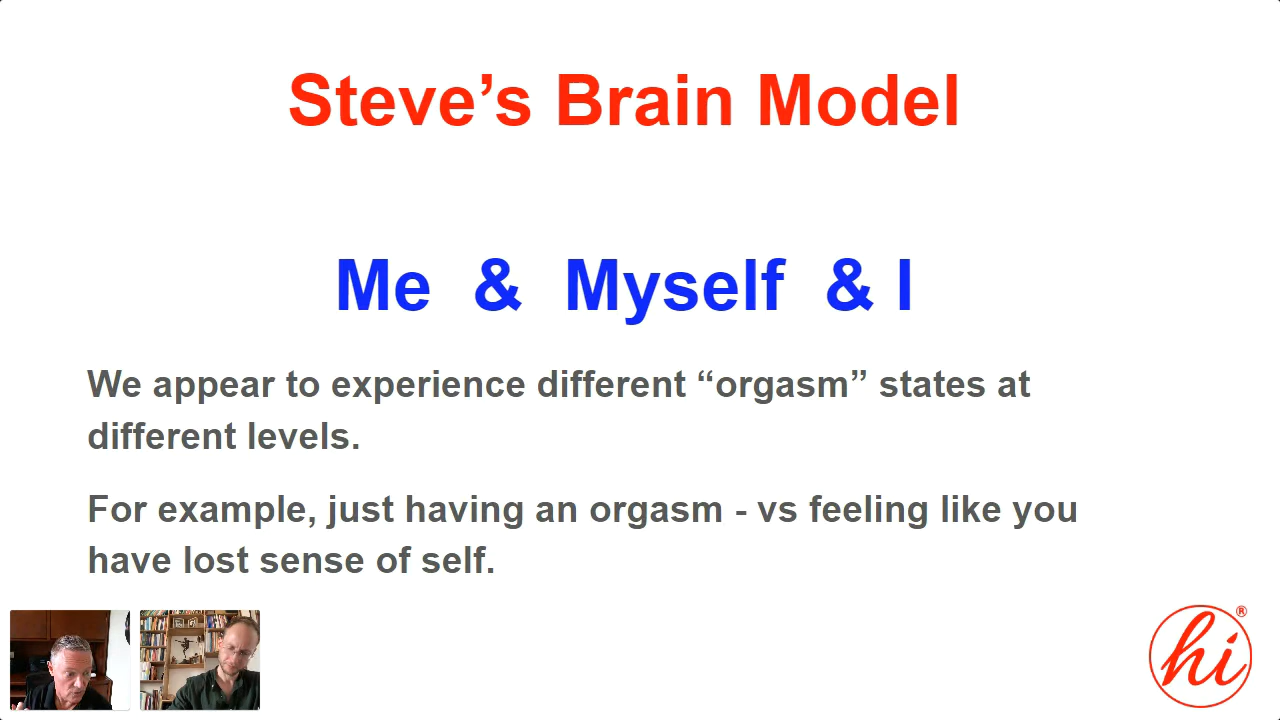 Steve’s Brain Model
Me & Myself & I
We appear to experience different “orgasm” states at
different levels.
For example, just having an orgasm - vs feeling like you
have lost sense of self.
hi ®